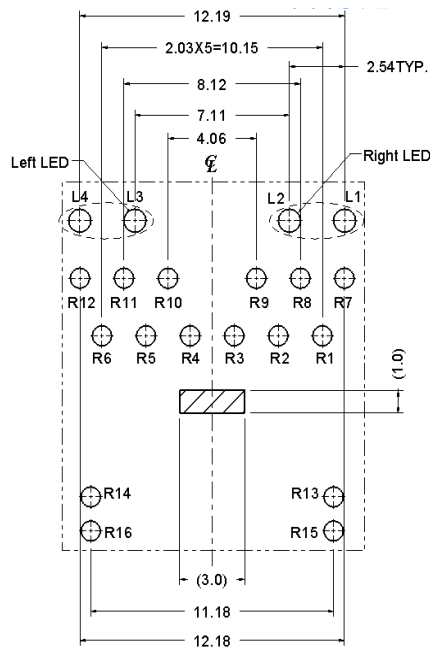 12.19
2.03X5=10.15
2.54TYP.
8.12
7.11
4.06
Left LED
Right LED
L4
L3
L2
L1
R12
R11
R10
R9
R8
R7
R6
R5
R4
R3
R2
R1
(1.0)
R14
R13
R16
R15
(3.0)
11.18
12.18